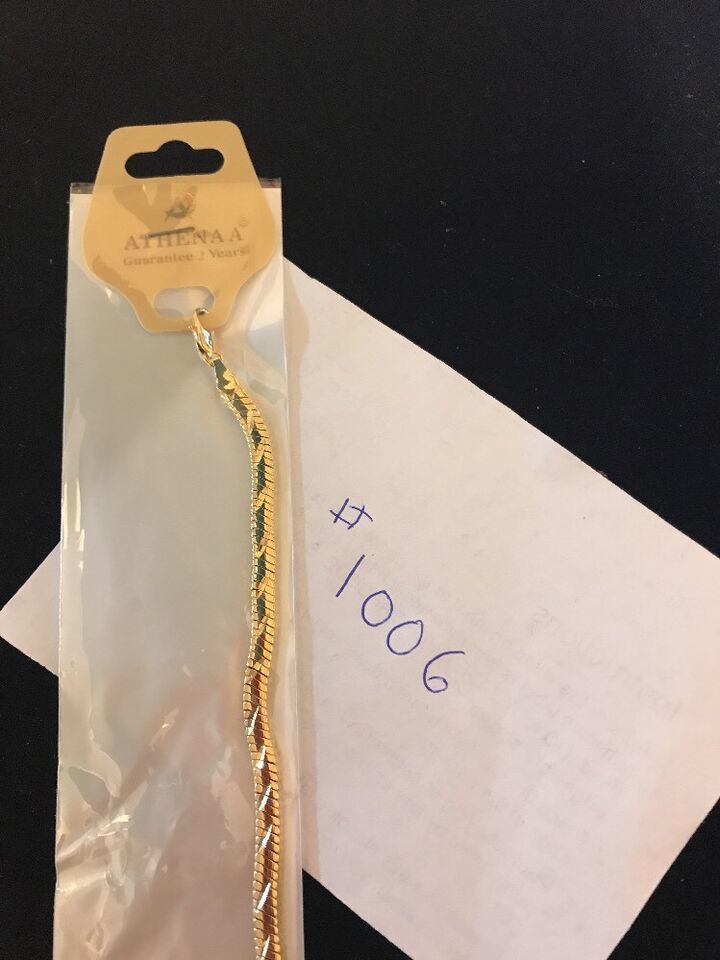 ATHENAA®
Guarantee 2 Years
#
1006